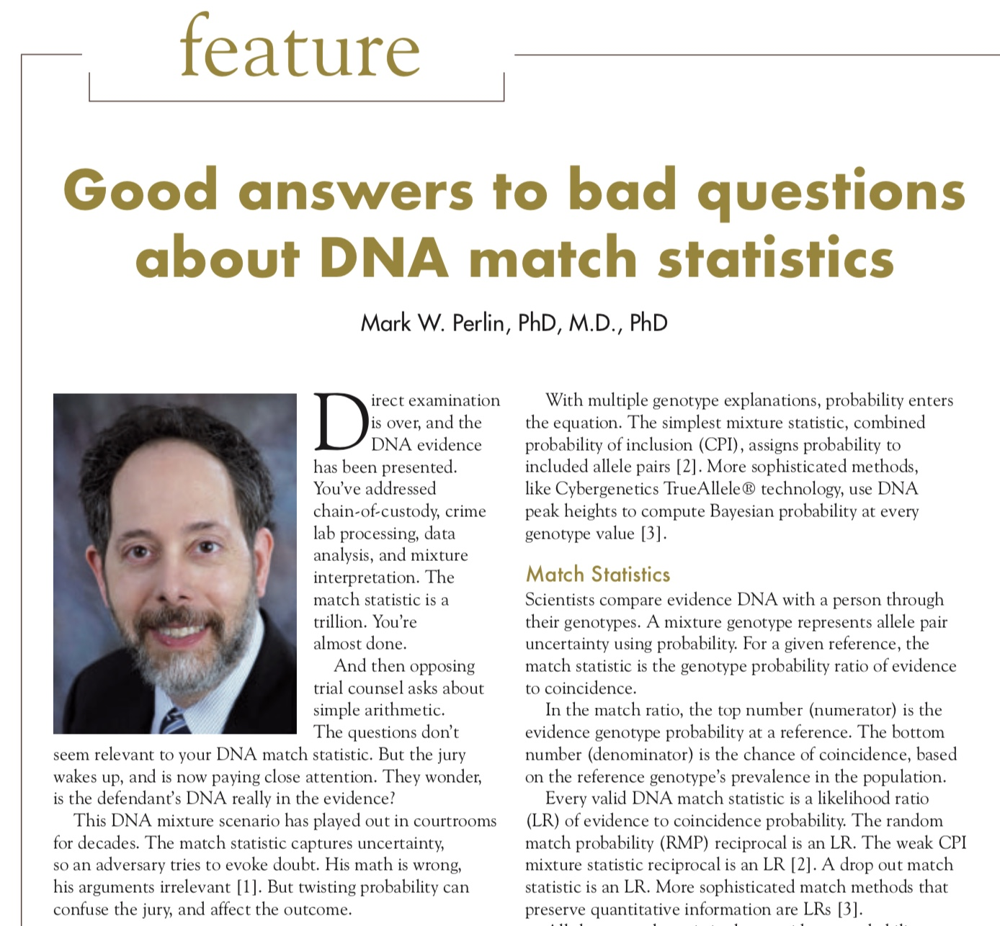 feature
Good answers to bad questions
about DNA match statistics
Mark W. Perlin, PhD, M.D., PhD
Direct examination
is over, and the
DNA evidence
has been presented.
You've addressed
chain-of-custody, crime
lab processing, data
analysis, and mixture
interpretation. The
match statistic is a
trillion. You're
almost done.
And then opposing
trial counsel asks about
simple arithmetic.
The questions don't
seem relevant to your DNA match statistic. But the jury
wakes up, and is now paying close attention. They wonder,
is the defendant's DNA really in the evidence?
This DNA mixture scenario has played out in courtrooms
for decades. The match statistic captures uncertainty,
so an adversary tries to evoke doubt. His math is wrong,
his arguments irrelevant [1]. But twisting probability can
confuse the jury, and affect the outcome.
With multiple genotype explanations, probability enters
the equation. The simplest mixture statistic, combined
probability of inclusion (CPI), assigns probability to
included allele pairs [2]. More sophisticated methods,
like Cybergenetics TrueAllele® technology, use DNA
peak heights to compute Bayesian probability at every
genotype value [3].
Match Statistics
Scientists compare evidence DNA with a person through
their genotypes. A mixture genotype represents allele pair
uncertainty using probability. For a given reference, the
match statistic is the genotype probability ratio of evidence
to coincidence.
In the match ratio, the top number (numerator) is the
evidence genotype probability at a reference. The bottom
number (denominator) is the chance of coincidence, based
on the reference genotype's prevalence in the population.
Every valid DNA match statistic is a likelihood ratio
(LR) of evidence to coincidence probability. The random
match probability (RMP) reciprocal is an LR. The weak CPI
mixture statistic reciprocal is an LR [2]. A drop out match
statistic is an LR. More sophisticated match methods that
preserve quantitative information are LRs [3].